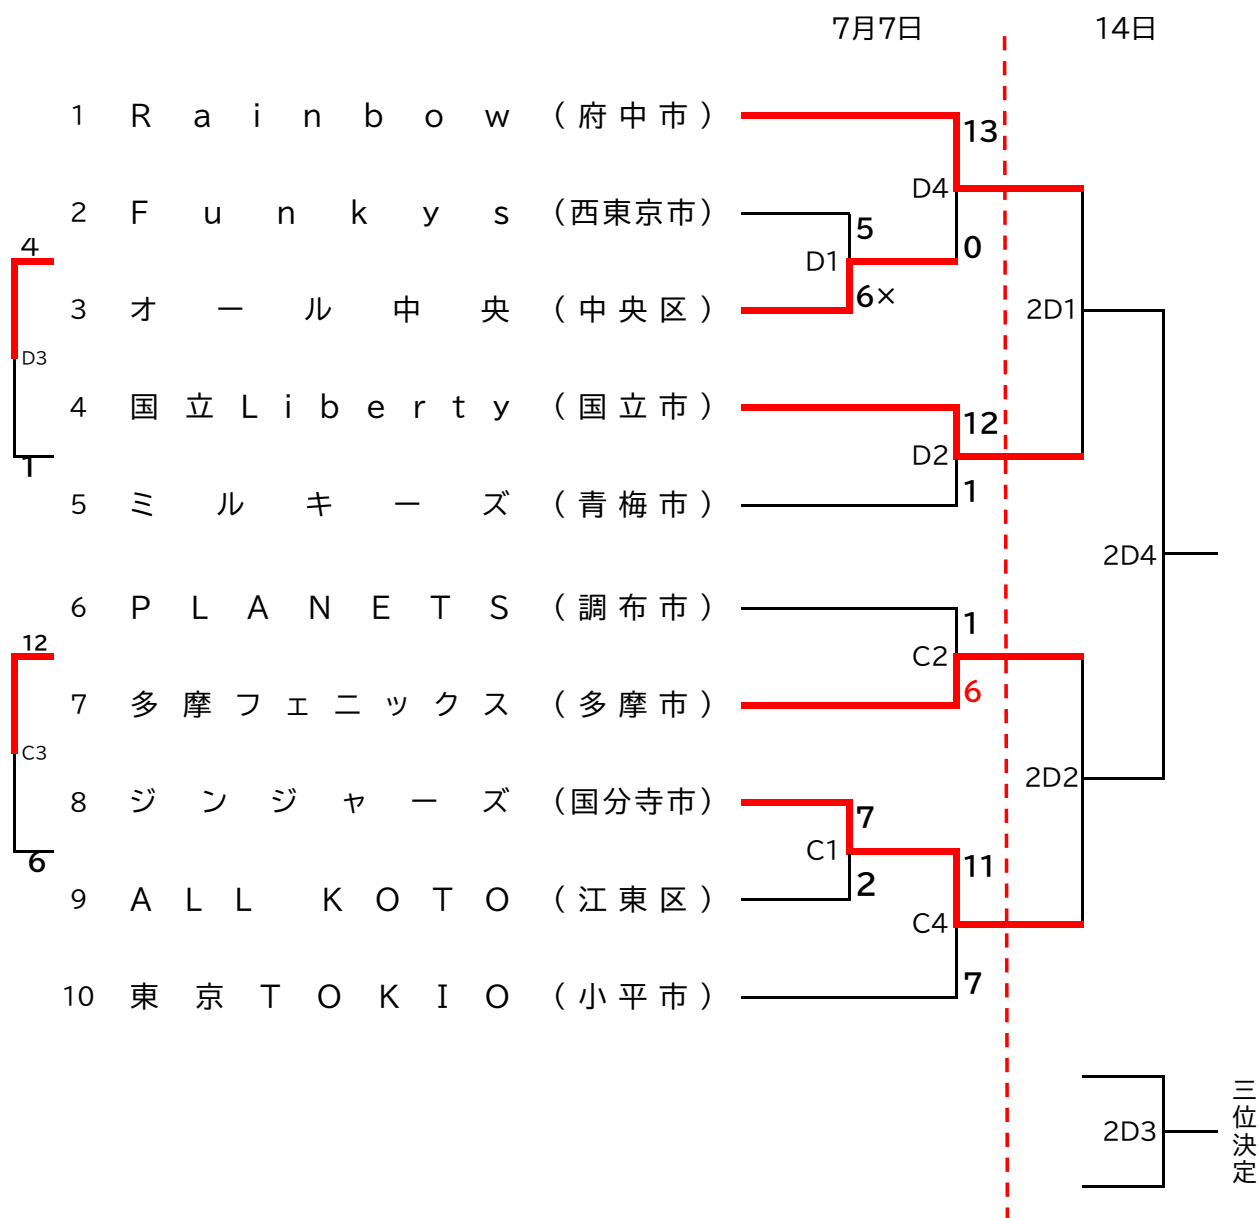 7月7日 14日
1 Rainbow (府中市) 13
D4
2 Funkys (西東京市) 5
4 0
D1
3 オール中央 (中央区) 6× 2D1
D3
4 国立Liberty (国立市) 12
D2
1
5 ミルキーズ (青梅市) 1
2D4
6 PLANETS (調布市) 1
12 C2
7 多摩フェニックス (多摩市) 6
C3
2D2
8 ジンジャーズ (国分寺市) 7
C1
6 11
9 ALL KOTO (江東区) 2
C4
10 東京TOKIO (小平市) 7
2D3 三位決定